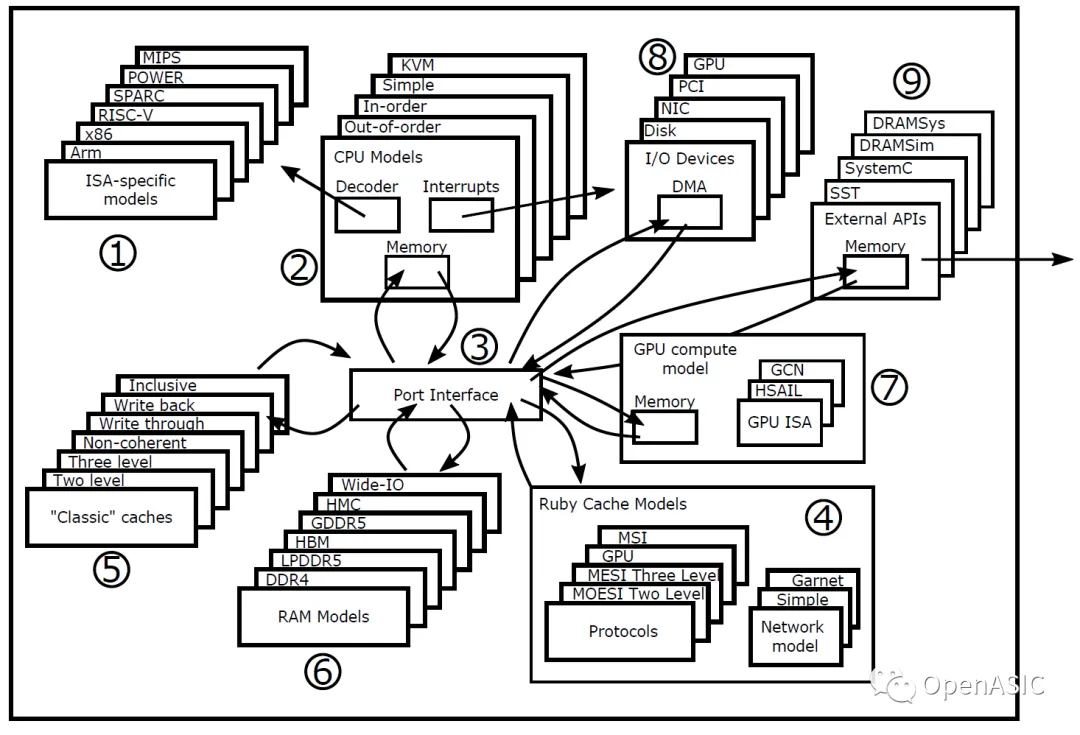 MIPS
POWER
SPARC
RISC-V
x86
Arm
ISA-specific
models
①
KVM
Simple
In-order
Out-of-order
CPU Models
Decoder
Interrupts
Memory
②
⑧
GPU
PCI
NIC
Disk
I/O Devices
DMA
⑨
DRAMSys
DRAMSim
SystemC
SST
External APIs
Memory
③
Port Interface
GPU compute
model
Memory
GCN
HSAIL
GPU ISA
⑦
Inclusive
Write back
Write through
Non-coherent
Three level
Two level
"Classic" caches
⑤
Wide-IO
HMC
GDDR5
HBM
LPDDR5
DDR4
RAM Models
⑥
Ruby Cache Models
④
MSI
GPU
MESI Three Level
MOESI Two Level
Protocols
Garnet
Simple
Network
model
OpenASIC